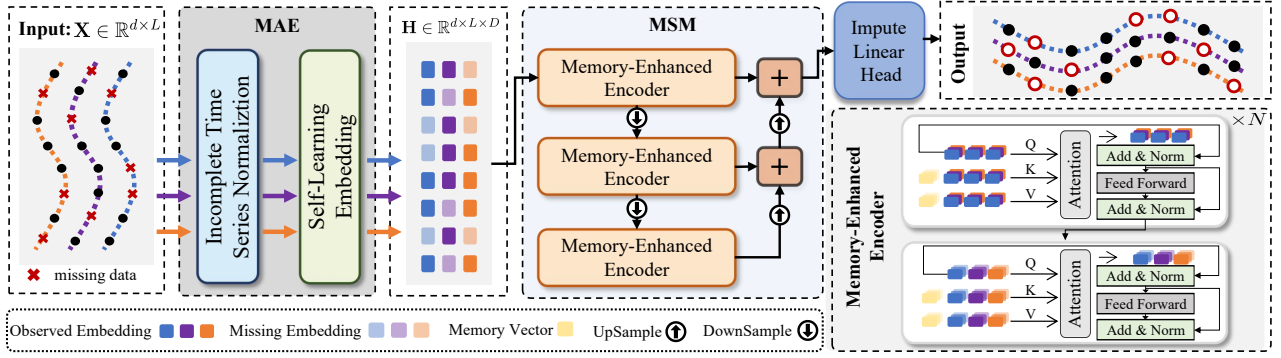 Input: X ∈ ℝ^{d×L}
missing data
MAE
Incomplete Time
Series Normaliztion
Self-Learning
Embedding
H ∈ ℝ^{d×L×D}
MSM
Memory-Enhanced
Encoder
Memory-Enhanced
Encoder
Memory-Enhanced
Encoder
+
+
Impute
Linear
Head
Output
Memory-Enhanced
Encoder
×N
Q
K
V
Attention
Add & Norm
Feed Forward
Add & Norm
Q
K
V
Attention
Add & Norm
Feed Forward
Add & Norm
Observed Embedding
Missing Embedding
Memory Vector
UpSample
DownSample